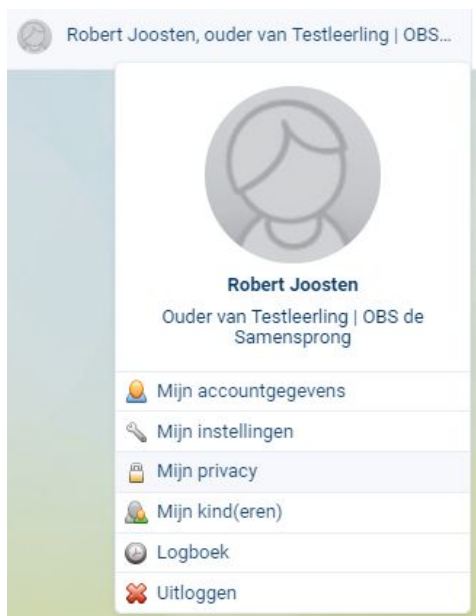 Robert Joosten, ouder van Testleerling | OBS...
Robert Joosten
Ouder van Testleerling | OBS de
Samensprong
Mijn accountgegevens
Mijn instellingen
Mijn privacy
Mijn kind(eren)
Logboek
Uitloggen